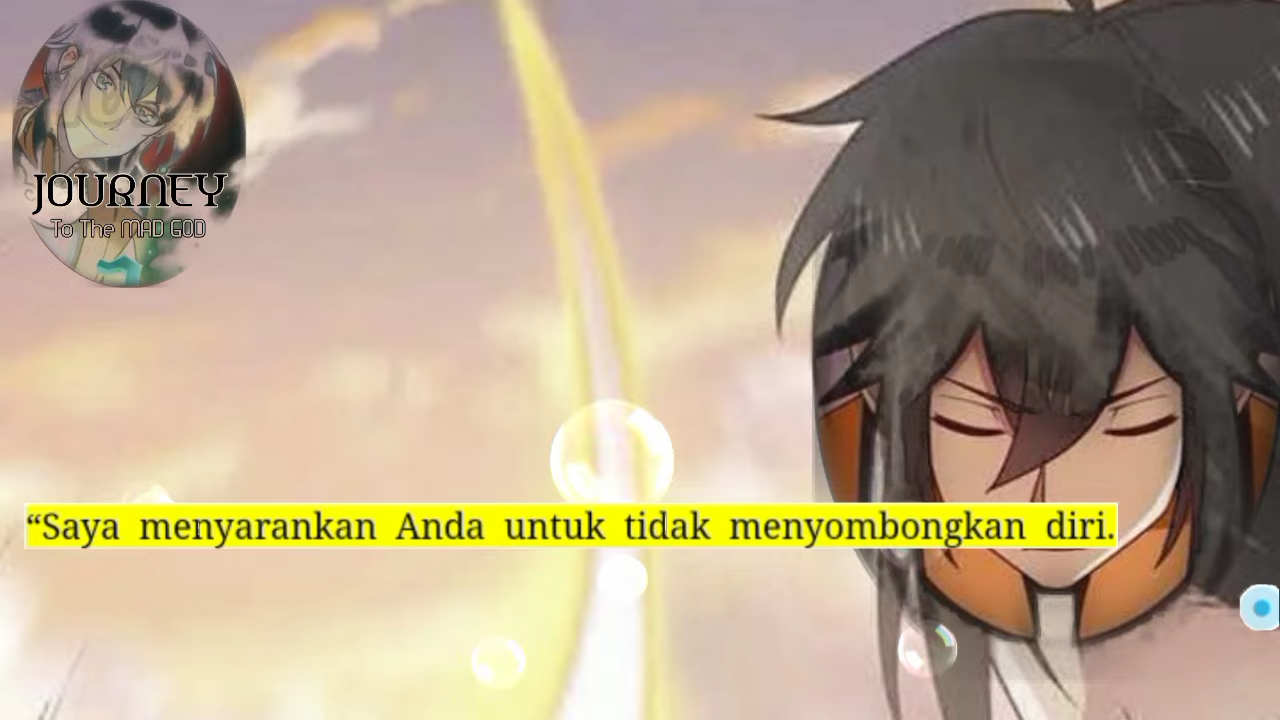 JOURNEY
To The MAD GOD
“Saya menyarankan Anda untuk tidak menyombongkan diri.